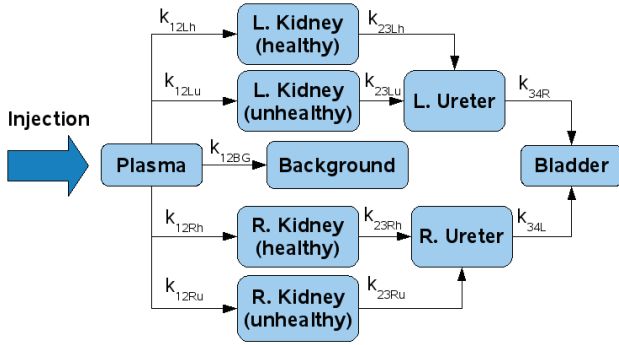 k12Lh
L. Kidney
(healthy)
k23Lh
k12Lu
L. Kidney
(unhealthy)
k23Lu
L. Ureter
k34R
Injection
Plasma
k12BG
Background
Bladder
k12Rh
R. Kidney
(healthy)
k23Rh
R. Ureter
k34L
k12Ru
R. Kidney
(unhealthy)
k23Ru